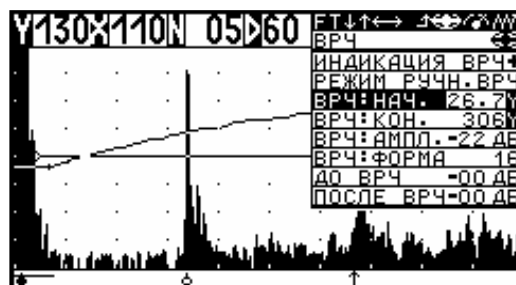 Y130X110N 05D60
FT↓↑↔
ВРЧ
ИНДИКАЦИЯ ВРЧ
РЕЖИМ РУЧН.ВРЧ
ВРЧ:НАЧ. 26.7Y
ВРЧ:КОН. 306Y
ВРЧ:АМПЛ.-22 ДБ
ВРЧ:ФОРМА 16
ДО ВРЧ -00 ДБ
ПОСЛЕ ВРЧ-00 ДБ